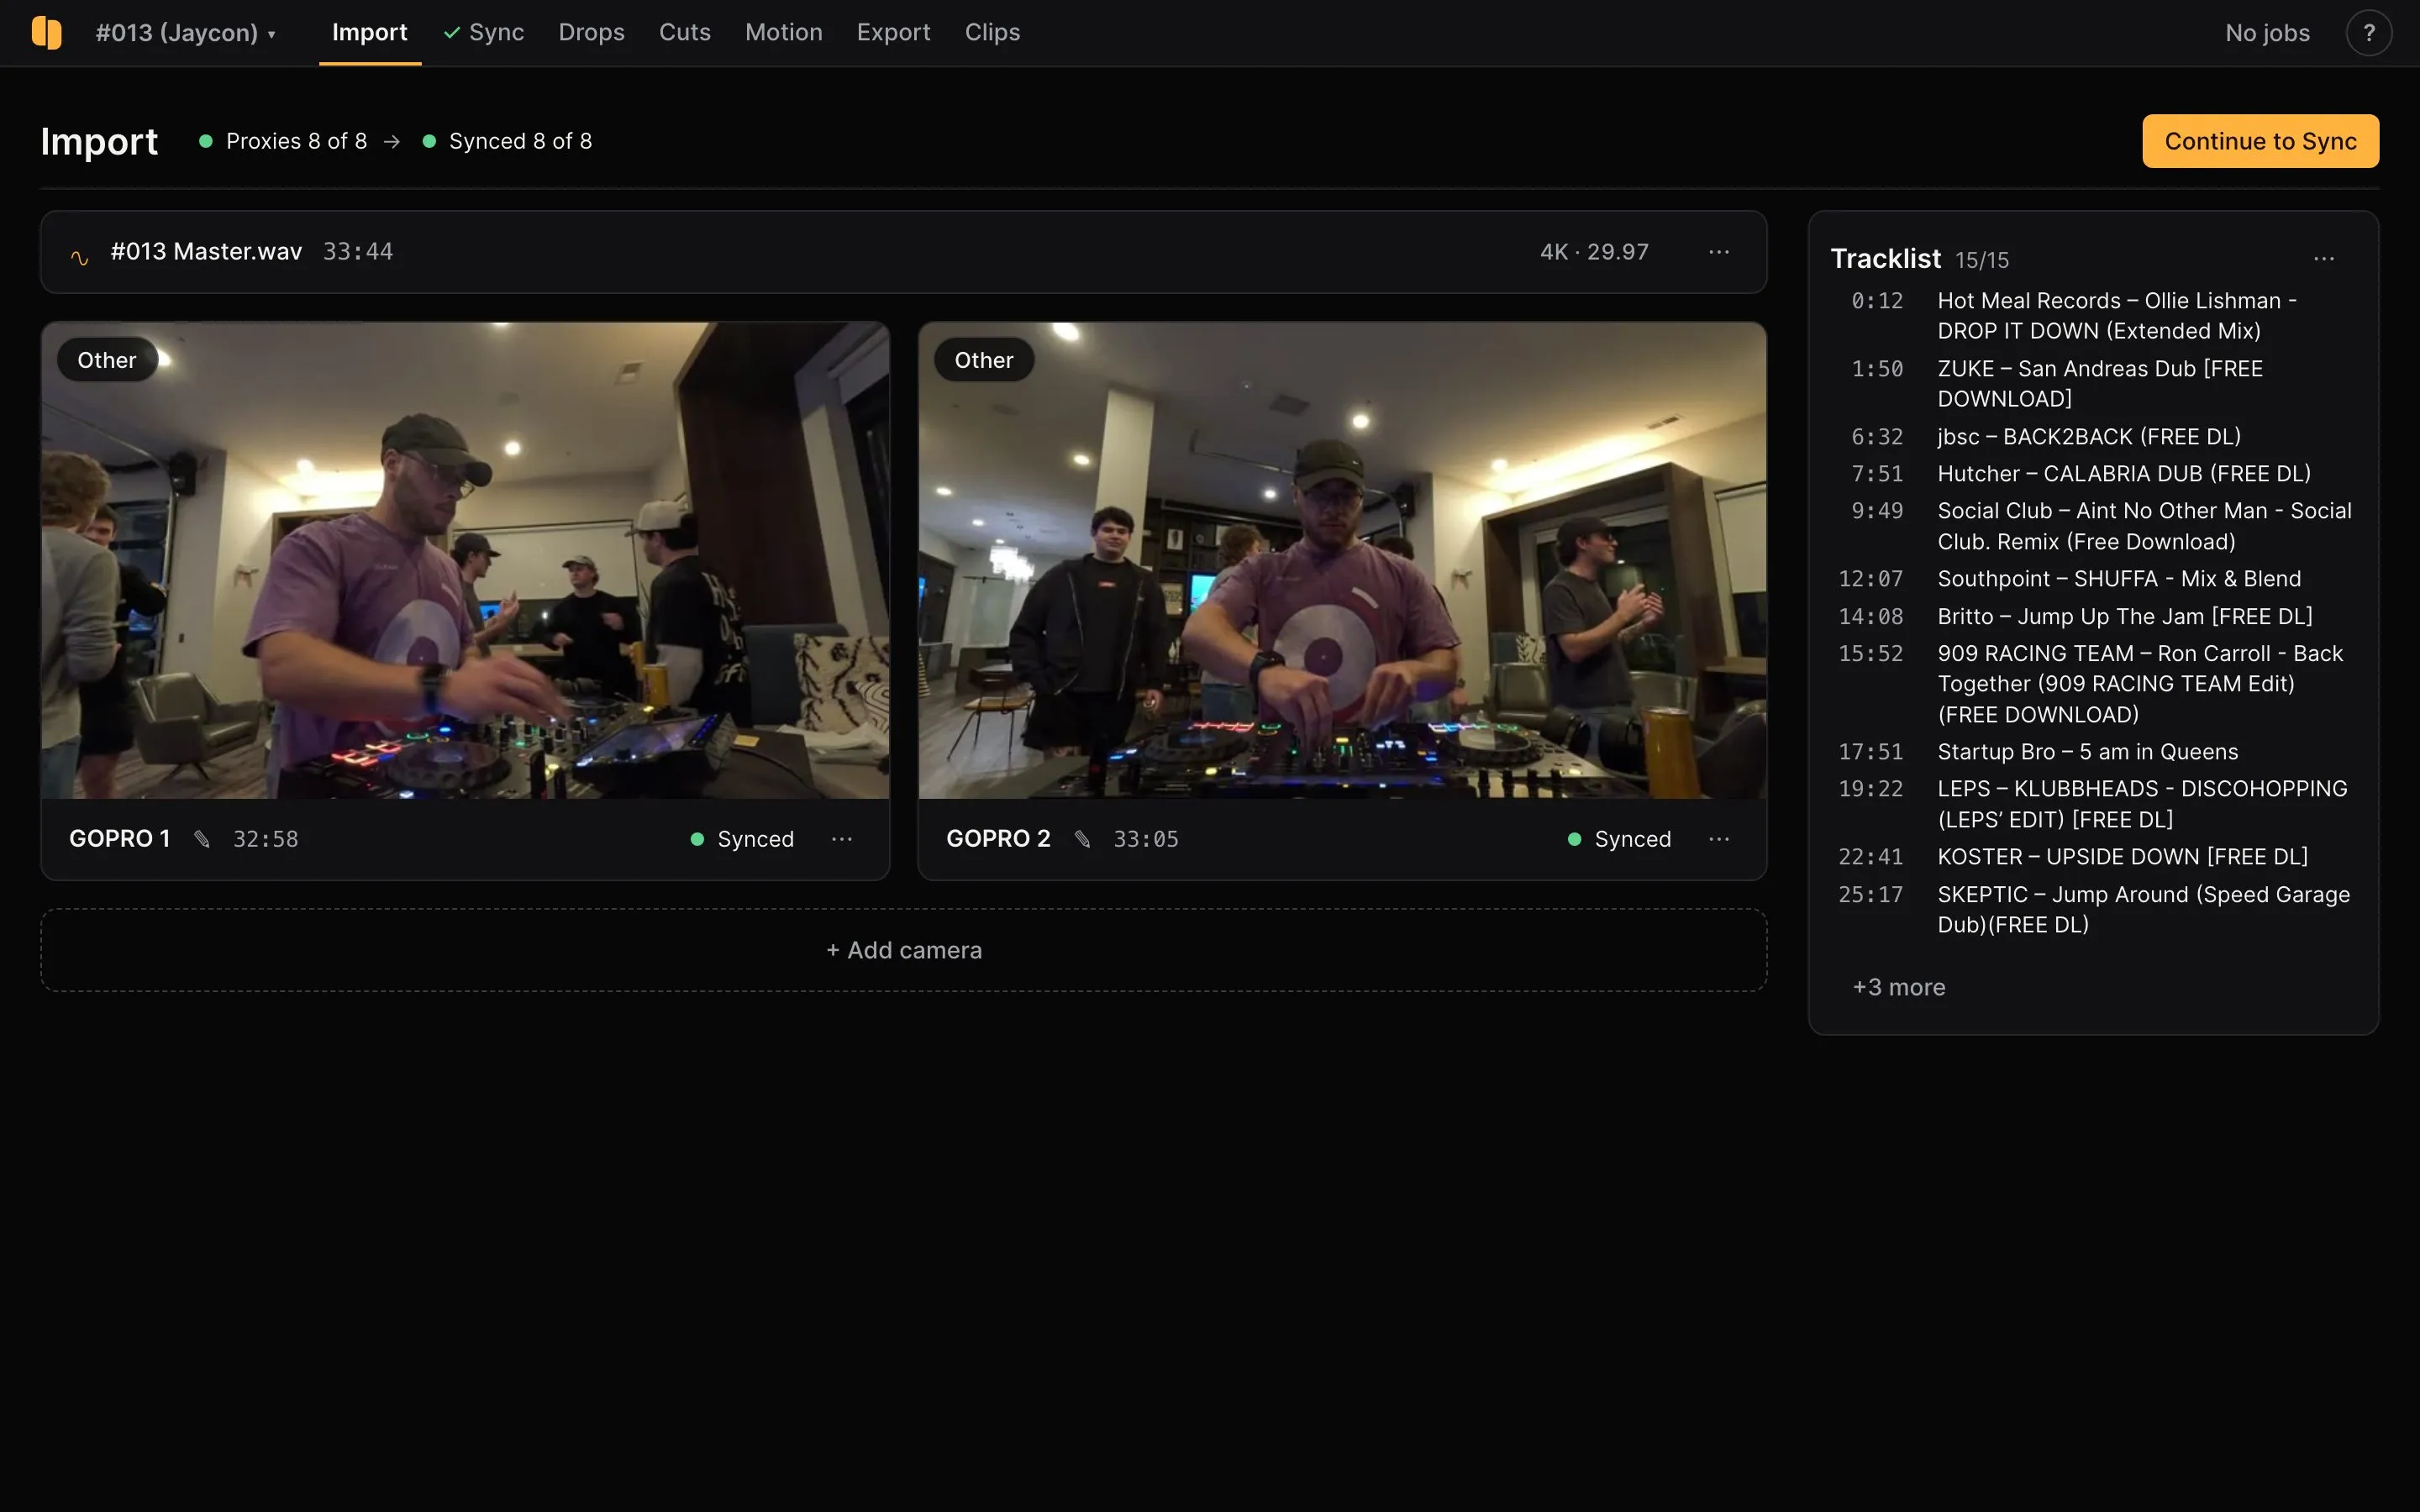 #013 (Jaycon) ▾
Import
✓ Sync
Drops
Cuts
Motion
Export
Clips
No jobs
?
Import
Proxies 8 of 8 → Synced 8 of 8
Continue to Sync
#013 Master.wav 33:44
4K · 29.97
Other
Other
GOPRO 1 32:58
Synced
GOPRO 2 33:05
Synced
+ Add camera
Tracklist 15/15
0:12 Hot Meal Records – Ollie Lishman -
DROP IT DOWN (Extended Mix)
1:50 ZUKE – San Andreas Dub [FREE
DOWNLOAD]
6:32 jbsc – BACK2BACK (FREE DL)
7:51 Hutcher – CALABRIA DUB (FREE DL)
9:49 Social Club – Aint No Other Man - Social
Club. Remix (Free Download)
12:07 Southpoint – SHUFFA - Mix & Blend
14:08 Britto – Jump Up The Jam [FREE DL]
15:52 909 RACING TEAM – Ron Carroll - Back
Together (909 RACING TEAM Edit)
(FREE DOWNLOAD)
17:51 Startup Bro – 5 am in Queens
19:22 LEPS – KLUBBHEADS - DISCOHOPPING
(LEPS’ EDIT) [FREE DL]
22:41 KOSTER – UPSIDE DOWN [FREE DL]
25:17 SKEPTIC – Jump Around (Speed Garage
Dub)(FREE DL)
+3 more